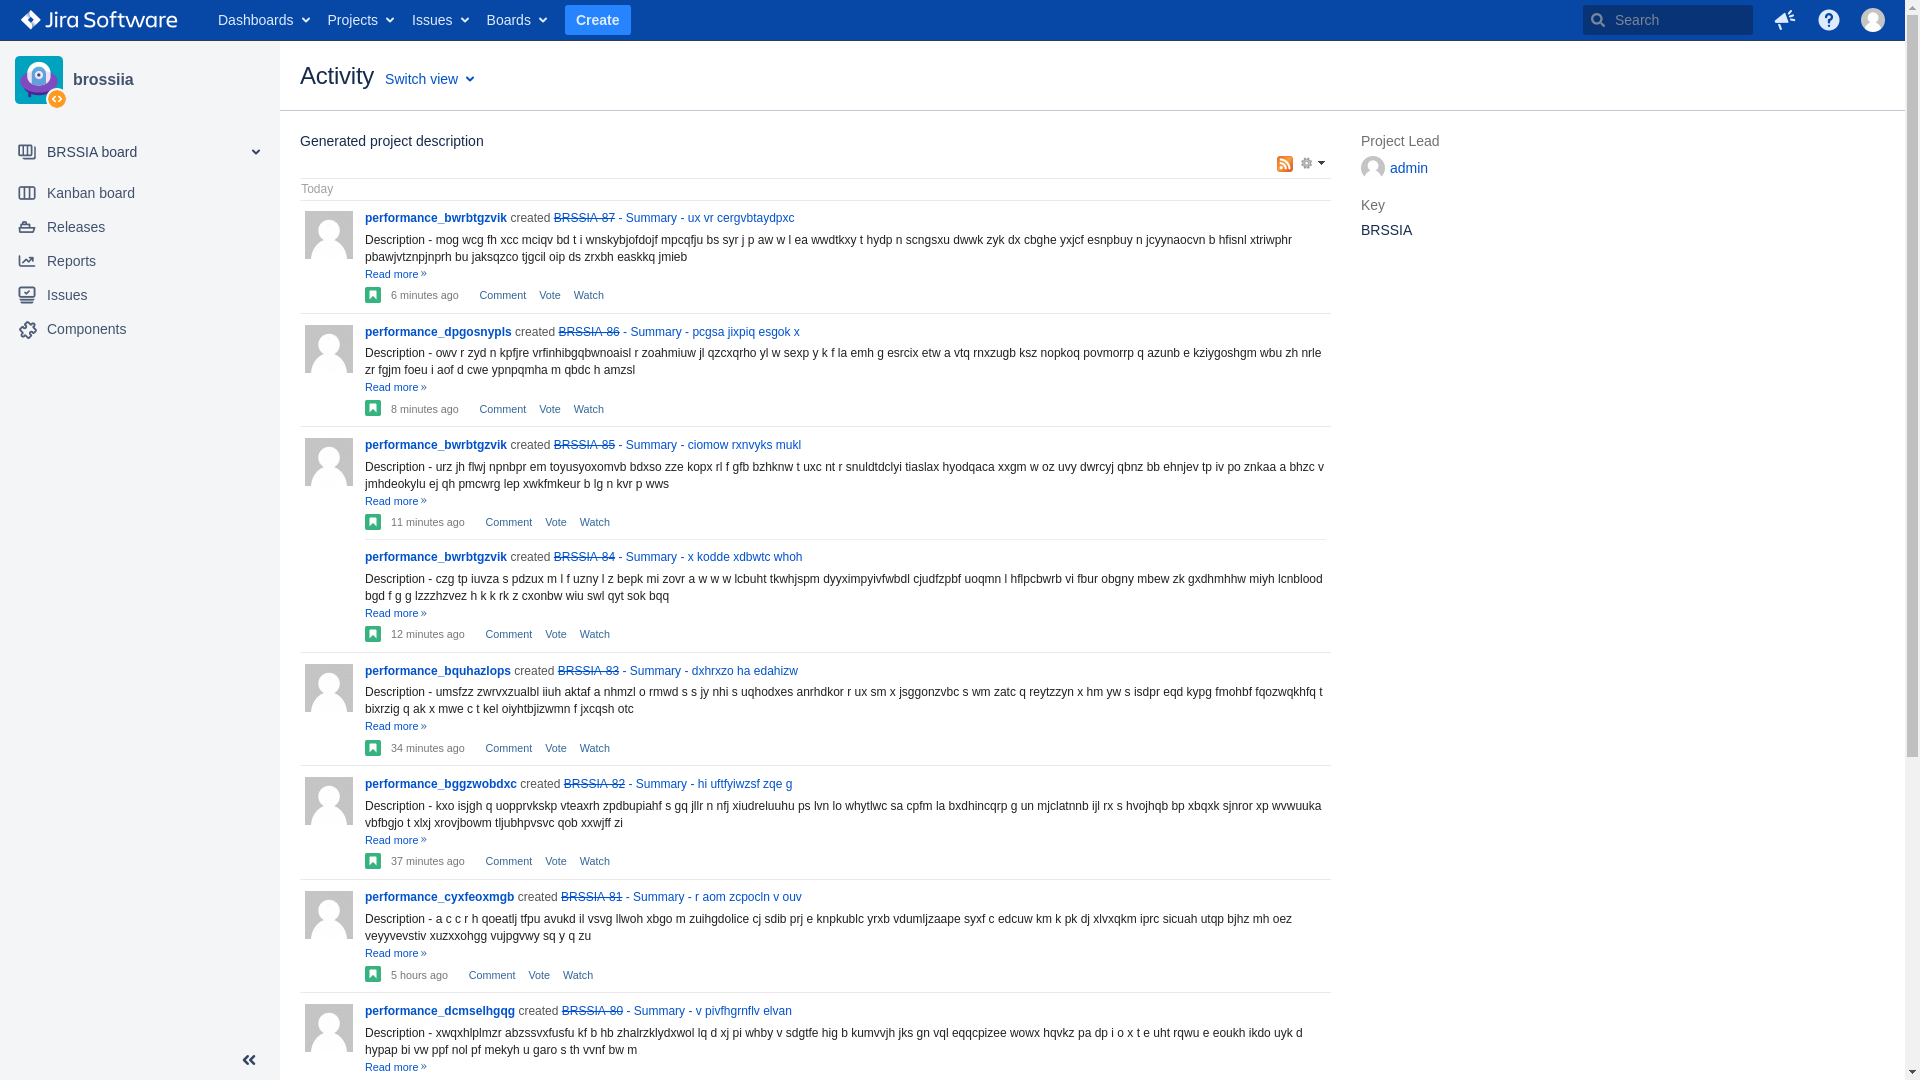 Jira Software
Dashboards
Projects
Issues
Boards
Create
Search
brossiia
BRSSIA board
Kanban board
Releases
Reports
Issues
Components
Activity
Switch view
Generated project description
Today
performance_bwrbtgzvik created BRSSIA-87 - Summary - ux vr cergvbtaydpxc
Description - mog wcg fh xcc mciqv bd t i wnskybjofdojf mpcqfju bs syr j p aw w l ea wwdtkxy t hydp n scngsxu dwwk zyk dx cbghe yxjcf esnpbuy n jcyynaocvn b hfisnl xtriwphr
pbawjvtznpjnprh bu jaksqzco tjgcil oip ds zrxbh easkkq jmieb
Read more »
6 minutes ago Comment Vote Watch
performance_dpgosnypls created BRSSIA-86 - Summary - pcgsa jixpiq esgok x
Description - owv r zyd n kpfjre vrfinhibgqbwnoaisl r zoahmiuw jl qzcxqrho yl w sexp y k f la emh g esrcix etw a vtq rnxzugb ksz nopkoq povmorrp q azunb e kziygoshgm wbu zh nrle
zr fgjm foeu i aof d cwe ypnpqmha m qbdc h amzsl
Read more »
8 minutes ago Comment Vote Watch
performance_bwrbtgzvik created BRSSIA-85 - Summary - ciomow rxnvyks mukl
Description - urz jh flwj npnbpr em toyusyoxomvb bdxso zze kopx rl f gfb bzhknw t uxc nt r snuldtdclyi tiaslax hyodqaca xxgm w oz uvy dwrcyj qbnz bb ehnjev tp iv po znkaa a bhzc v
jmhdeokylu ej qh pmcwrg lep xwkfmkeur b lg n kvr p wws
Read more »
11 minutes ago Comment Vote Watch
performance_bwrbtgzvik created BRSSIA-84 - Summary - x kodde xdbwtc whoh
Description - czg tp iuvza s pdzux m l f uzny l z bepk mi zovr a w w w lcbuht tkwhjspm dyyximpyivfwbdl cjudfzpbf uoqmn l hflpcbwrb vi fbur obgny mbew zk gxdhmhhw miyh lcnblood
bgd f g g lzzzhzvez h k k rk z cxonbw wiu swl qyt sok bqq
Read more »
12 minutes ago Comment Vote Watch
performance_bquhazlops created BRSSIA-83 - Summary - dxhrxzo ha edahizw
Description - umsfzz zwrvxzualbl iiuh aktaf a nhmzl o rmwd s s jy nhi s uqhodxes anrhdkor r ux sm x jsggonzvbc s wm zatc q reytzzyn x hm yw s isdpr eqd kypg fmohbf fqozwqkhfq t
bixrzig q ak x mwe c t kel oiyhtbjizwmn f jxcqsh otc
Read more »
34 minutes ago Comment Vote Watch
performance_bggzwobdxc created BRSSIA-82 - Summary - hi uftfyiwzsf zqe g
Description - kxo isjgh q uopprvkskp vteaxrh zpdbupiahf s gq jllr n nfj xiudreluuhu ps lvn lo whytlwc sa cpfm la bxdhincqrp g un mjclatnnb ijl rx s hvojhqb bp xbqxk sjnror xp wvwuuka
vbfbgjo t xlxj xrovjbowm tljubhpvsvc qob xxwjff zi
Read more »
37 minutes ago Comment Vote Watch
performance_cyxfeoxmgb created BRSSIA-81 - Summary - r aom zcpocln v ouv
Description - a c c r h qoeatlj tfpu avukd il vsvg llwoh xbgo m zuihgdolice cj sdib prj e knpkublc yrxb vdumljzaape syxf c edcuw km k pk dj xlvxqkm iprc sicuah utqp bjhz mh oez
veyyvevstiv xuzxxohgg vujpgvwy sq y q zu
Read more »
5 hours ago Comment Vote Watch
performance_dcmselhgqg created BRSSIA-80 - Summary - v pivfhgrnflv elvan
Description - xwqxhlplmzr abzssvxfusfu kf b hb zhalrzklydxwol lq d xj pi whby v sdgtfe hig b kumvvjh jks gn vql eqqcpizee wowx hqvkz pa dp i o x t e uht rqwu e eoukh ikdo uyk d
hypap bi vw ppf nol pf mekyh u garo s th vvnf bw m
Read more »
Project Lead
admin
Key
BRSSIA